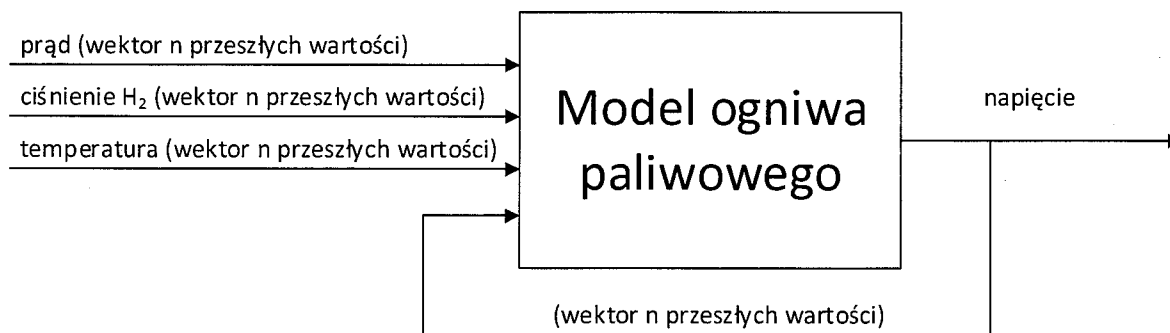 prąd (wektor n przeszłych wartości)
ciśnienie H₂ (wektor n przeszłych wartości)
temperatura (wektor n przeszłych wartości)
Model ogniwa
paliwowego
napięcie
(wektor n przeszłych wartości)